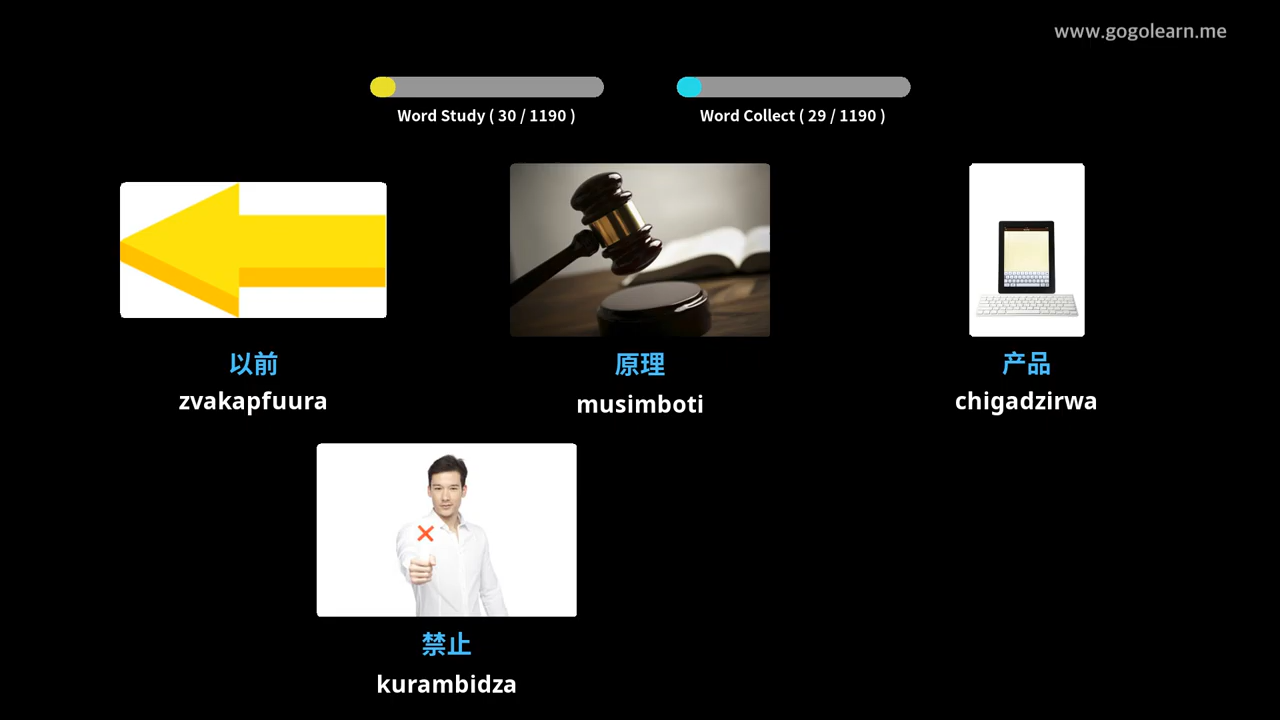 www.gogolearn.me
Word Study ( 30 / 1190 )
Word Collect ( 29 / 1190 )
以前
原理
产品
zvakapfuura
musimboti
chigadzirwa
禁止
kurambidza